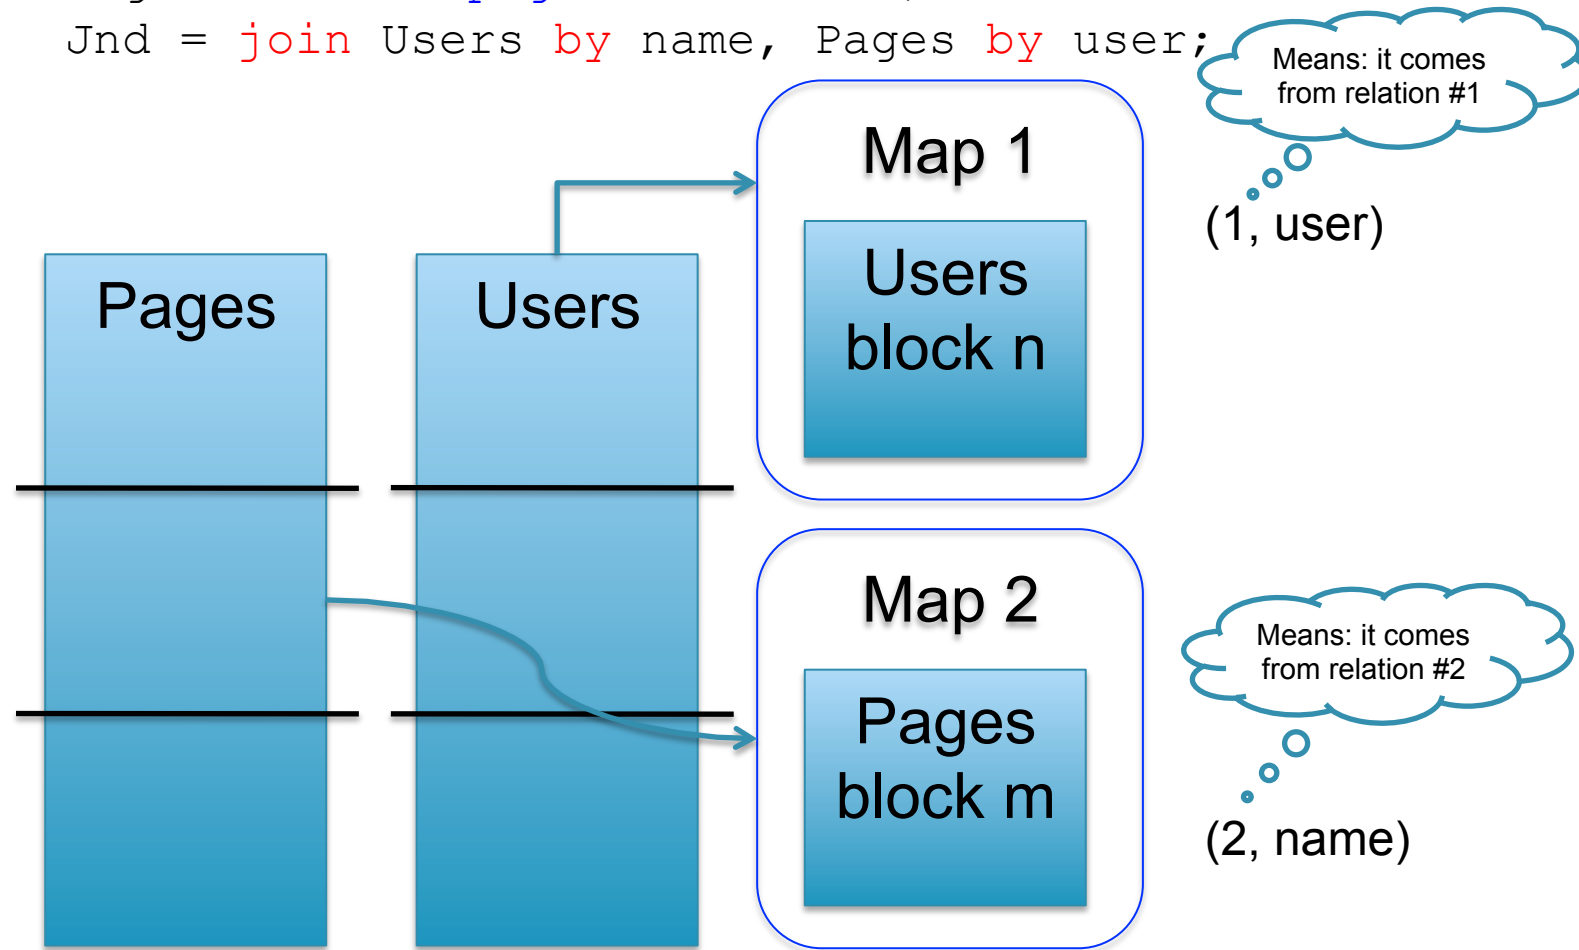 Jnd = join Users by name, Pages by user;
Means: it comes
from relation #1
Map 1
(1, user)
Users
block n
Pages
Users
Map 2
Means: it comes
from relation #2
Pages
block m
(2, name)